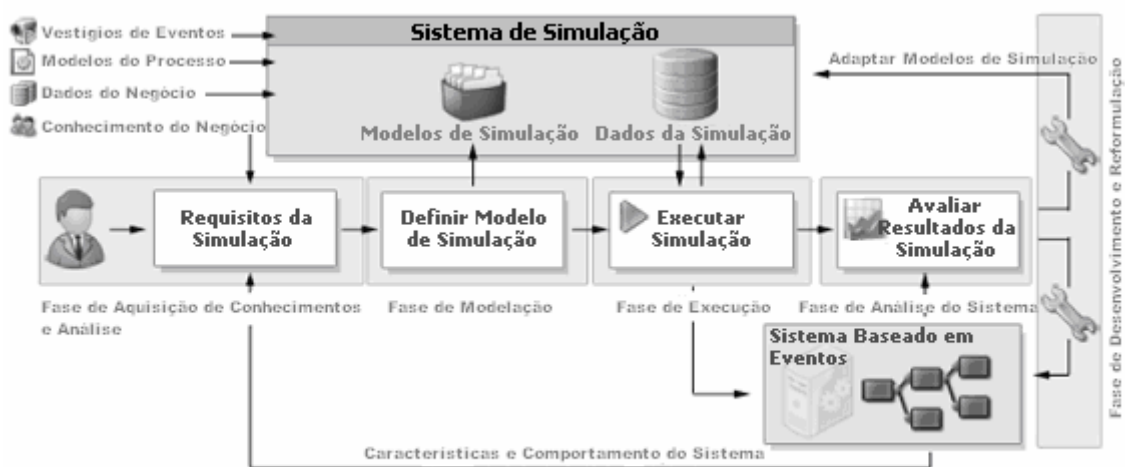 Vestígios de Eventos
Modelos do Processo
Dados do Negócio
Conhecimento do Negócio
Sistema de Simulação
Modelos de Simulação
Dados da Simulação
Adaptar Modelos de Simulação
Fase de Desenvolvimento e Reformulação
Requisitos da
Simulação
Definir Modelo
de Simulação
Executar
Simulação
Avaliar
Resultados da
Simulação
Fase de Aquisição de Conhecimentos
e Análise
Fase de Modelação
Fase de Execução
Fase de Análise do Sistema
Sistema Baseado em
Eventos
Características e Comportamento do Sistema